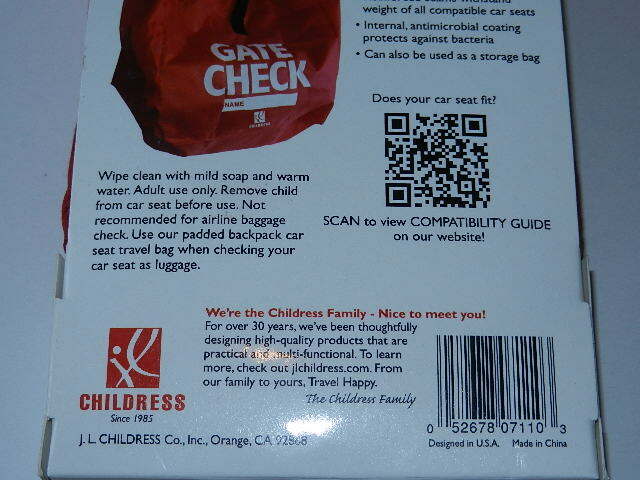 weight of all compatible car seats
• Internal, antimicrobial coating
protects against bacteria
• Can also be used as a storage bag
GATE
CHECK
NAME
CHILDRESS
Does your car seat fit?
SCAN to view COMPATIBILITY GUIDE
on our website!
Wipe clean with mild soap and warm
water. Adult use only. Remove child
from car seat before use. Not
recommended for airline baggage
check. Use our padded backpack car
seat travel bag when checking your
car seat as luggage.
We're the Childress Family - Nice to meet you!
For over 30 years, we've been thoughtfully
designing high-quality products that are
practical and multi-functional. To learn
more, check out jlchildress.com. From
our family to yours, Travel Happy.
The Childress Family
CHILDRESS
Since 1985
J. L. CHILDRESS Co., Inc., Orange, CA 92868
0 52678 07110 3
Designed in U.S.A. Made in China